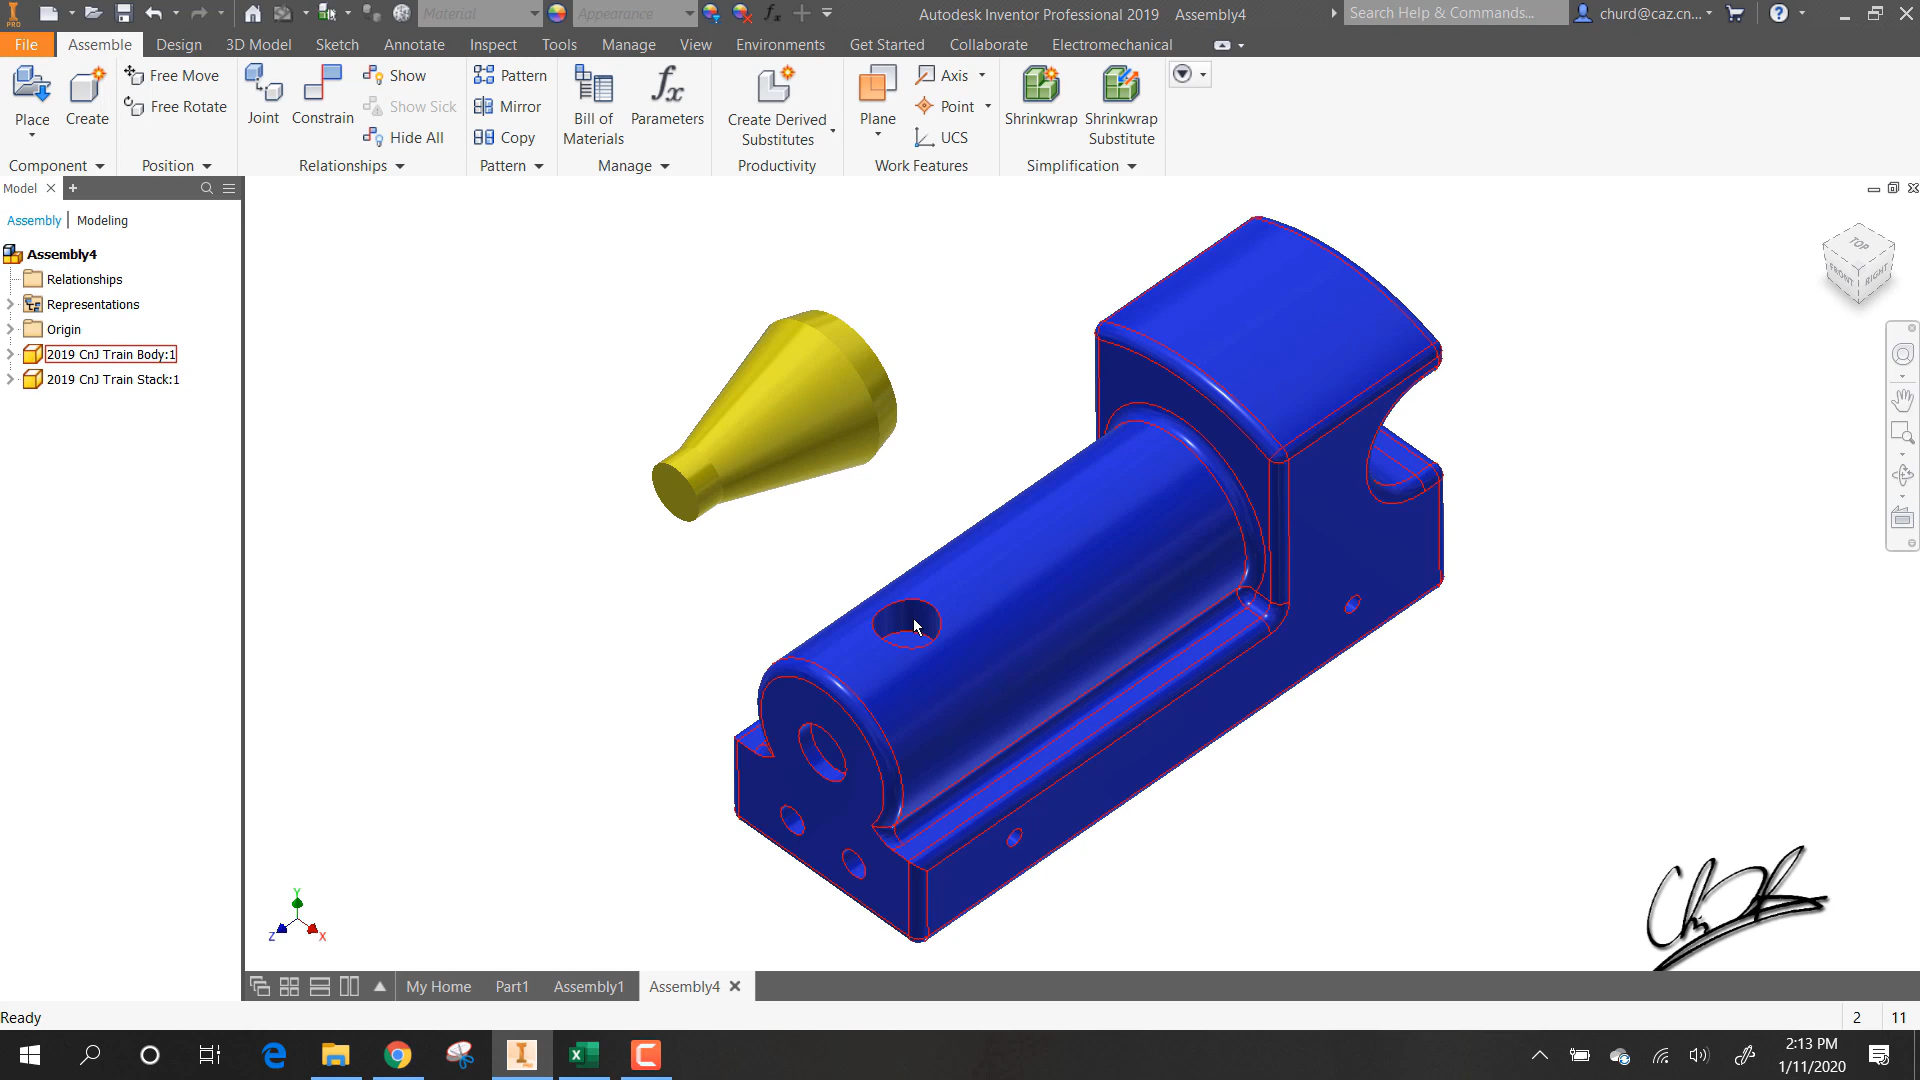 PRO
Material
Appearance
fx
Autodesk Inventor Professional 2019 Assembly4
Search Help & Commands...
churd@caz.cn...
File Assemble Design 3D Model Sketch Annotate Inspect Tools Manage View Environments Get Started Collaborate Electromechanical
Place
Create
Free Move
Free Rotate
Joint
Constrain
Show
Show Sick
Hide All
Pattern
Mirror
Copy
Bill of
Materials
fx
Parameters
Create Derived
Substitutes
Plane
Axis
Point
UCS
Shrinkwrap
Shrinkwrap
Substitute
Component Position Relationships Pattern Manage Productivity Work Features Simplification
Model
Assembly Modeling
Assembly4
Relationships
Representations
Origin
2019 CnJ Train Body:1
2019 CnJ Train Stack:1
TOP
FRONT RIGHT
Y
Z X
My Home Part1 Assembly1 Assembly4
Ready
2 11
2:13 PM
1/11/2020